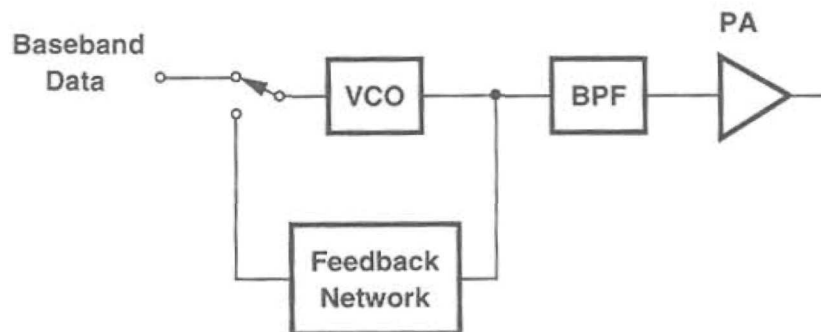 PA
Baseband
Data
VCO
BPF
Feedback
Network